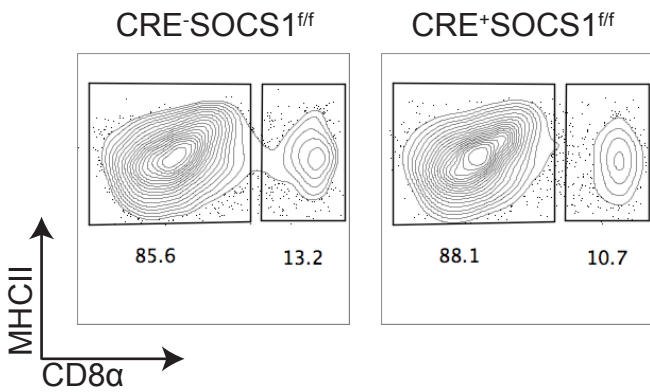 CRE-SOCS1f/f CRE+SOCS1f/f
85.6 13.2 88.1 10.7
MHCII
CD8α